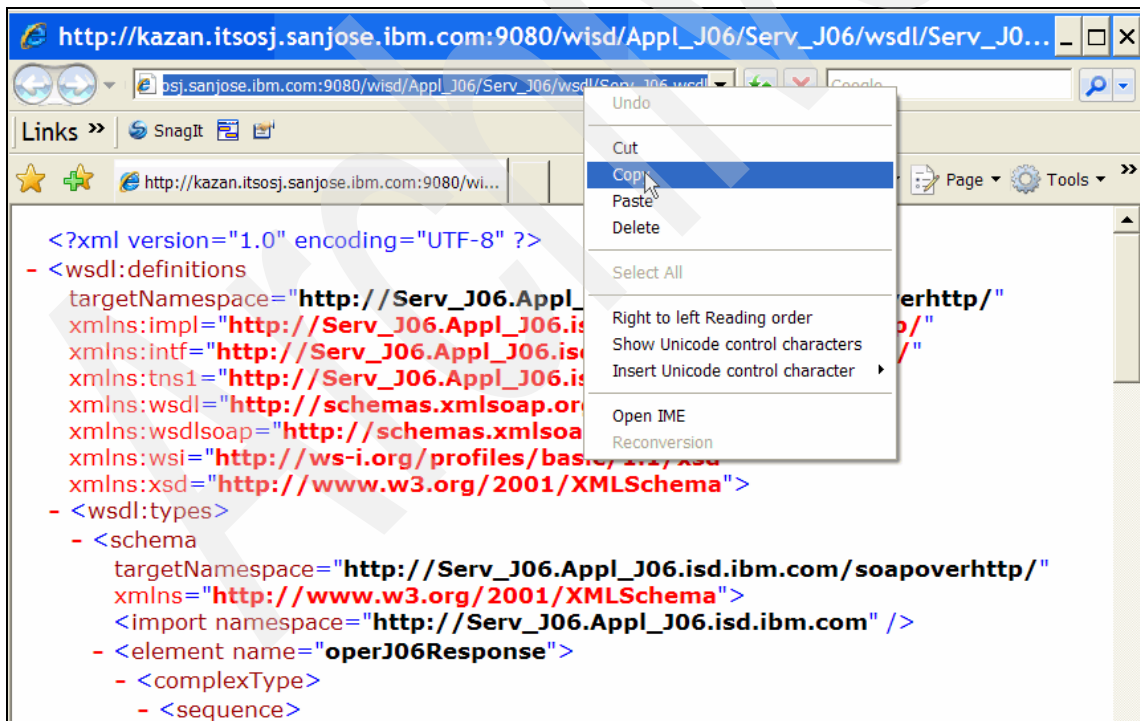 http://kazan.itsosj.sanjose.ibm.com:9080/wisd/Appl_J06/Serv_J06/wsdl/Serv_J0...
osj.sanjose.ibm.com:9080/wisd/Appl_J06/Serv_J06/wsdl/Serv_J06.wsdl
Google
Links »
SnagIt
http://kazan.itsosj.sanjose.ibm.com:9080/wi...
Page
Tools
»
Undo
Cut
Copy
Paste
Delete
Select All
Right to left Reading order
Show Unicode control characters
Insert Unicode control character
Open IME
Reconversion
<?xml version="1.0" encoding="UTF-8" ?>
- <wsdl:definitions
targetNamespace="http://Serv_J06.Appl_ overhttp/"
xmlns:impl="http://Serv_J06.Appl_J06.is p/"
xmlns:intf="http://Serv_J06.Appl_J06.isd /"
xmlns:tns1="http://Serv_J06.Appl_J06.is
xmlns:wsdl="http://schemas.xmlsoap.or
xmlns:wsdlsoap="http://schemas.xmlsoa
xmlns:wsi="http://ws-i.org/profiles/basic/1.1/xsd"
xmlns:xsd="http://www.w3.org/2001/XMLSchema">
- <wsdl:types>
- <schema
targetNamespace="http://Serv_J06.Appl_J06.isd.ibm.com/soapoverhttp/"
xmlns="http://www.w3.org/2001/XMLSchema">
<import namespace="http://Serv_J06.Appl_J06.isd.ibm.com" />
- <element name="operJ06Response">
- <complexType>
- <sequence>